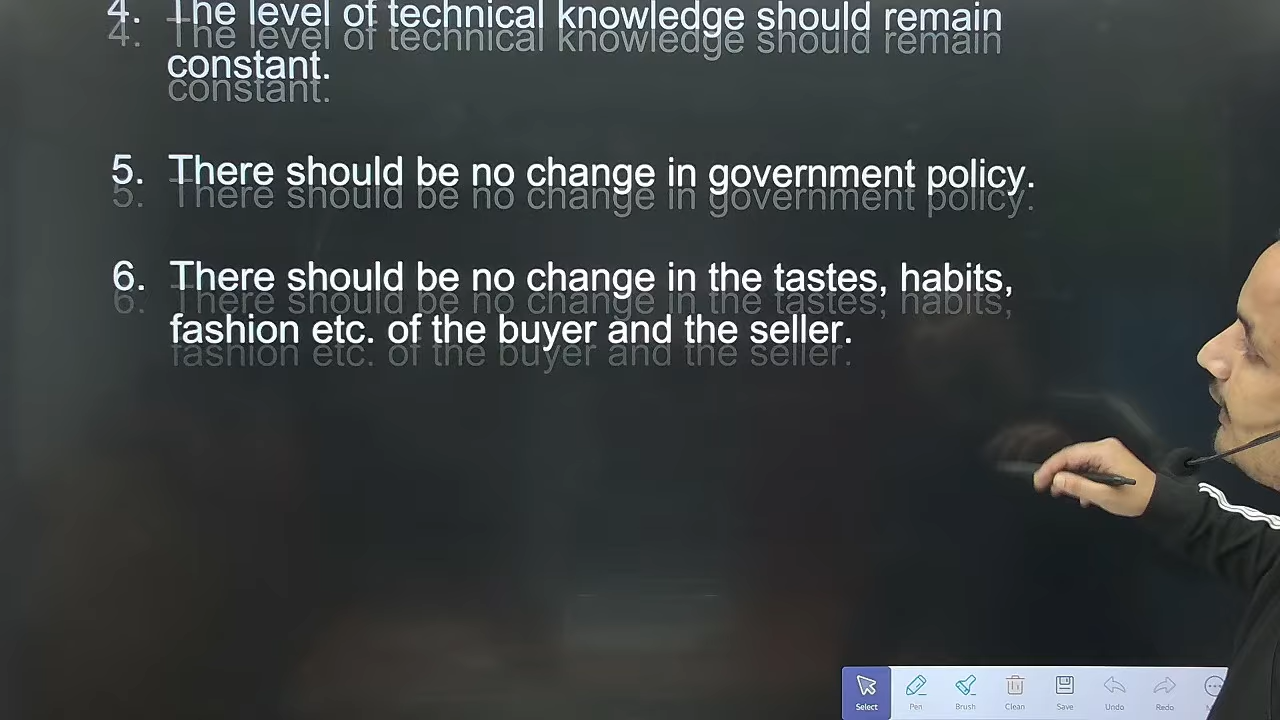 4. The level of technical knowledge should remain
constant.
5. There should be no change in government policy.
6. There should be no change in the tastes, habits,
fashion etc. of the buyer and the seller.
Select Pen Brush Clean Save Undo Redo